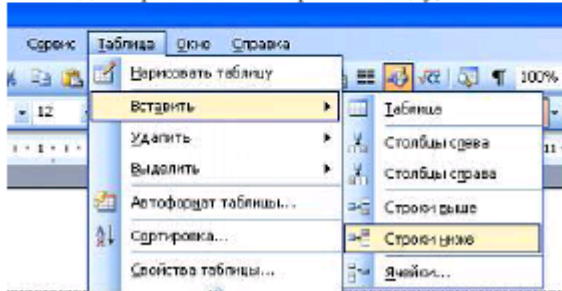 Сервис Таблица Окно Справка
Нарисовать таблицу
100%
12
Вставить
Таблица
Удалить
Столбцы слева
Выделить
Столбцы справа
Автоформат таблицы...
Строки выше
Сортировка...
Строки ниже
Свойства таблицы...
Ячейки...